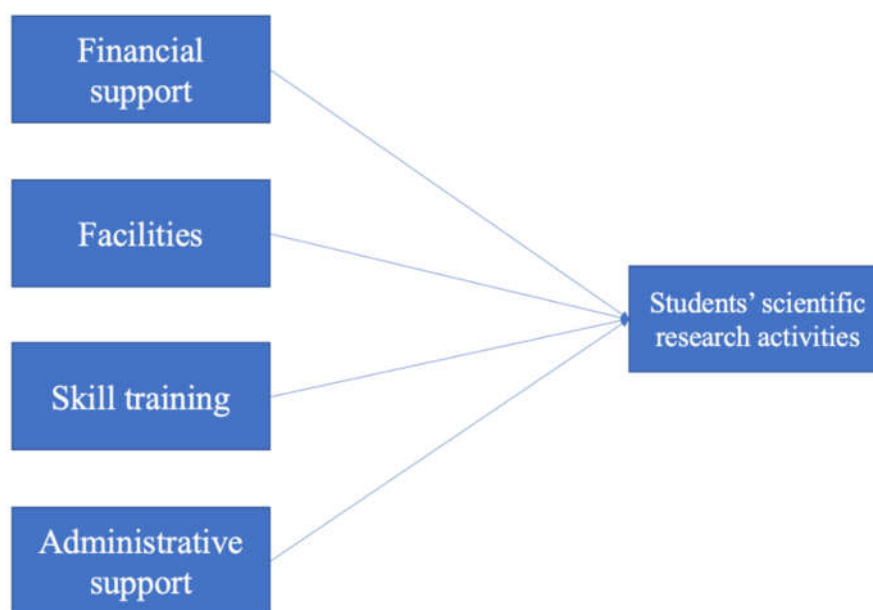 Financial
support
Facilities
Skill training
Administrative
support
Students’ scientific
research activities